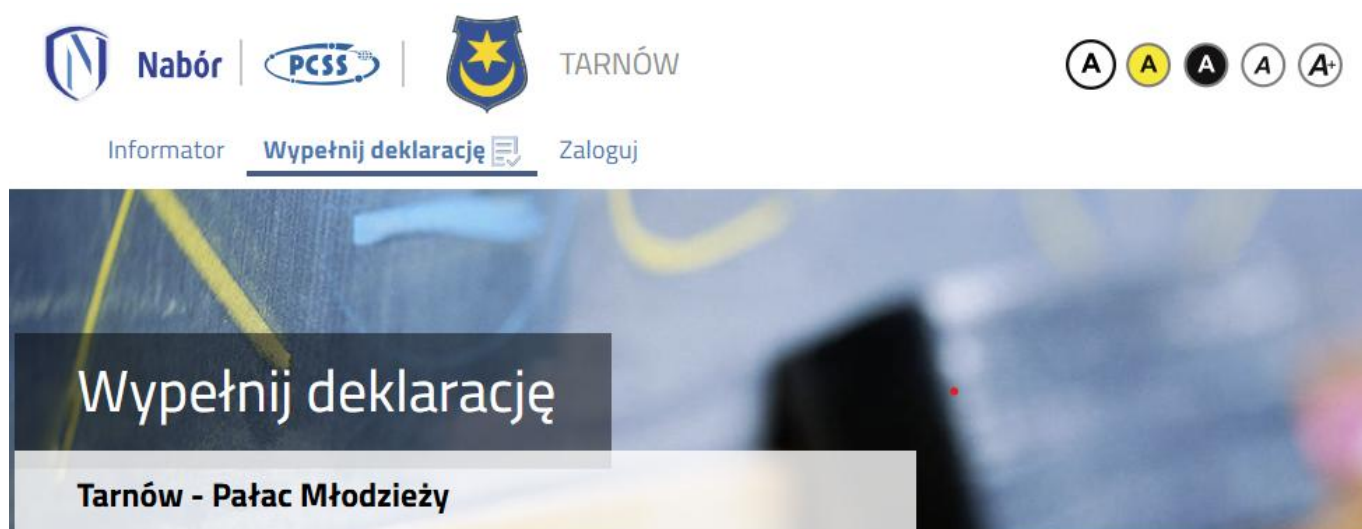 Nabór PCSS TARNÓW A A A A A+
Informator Wypełnij deklarację Zaloguj
Wypełnij deklarację
Tarnów - Pałac Młodzieży